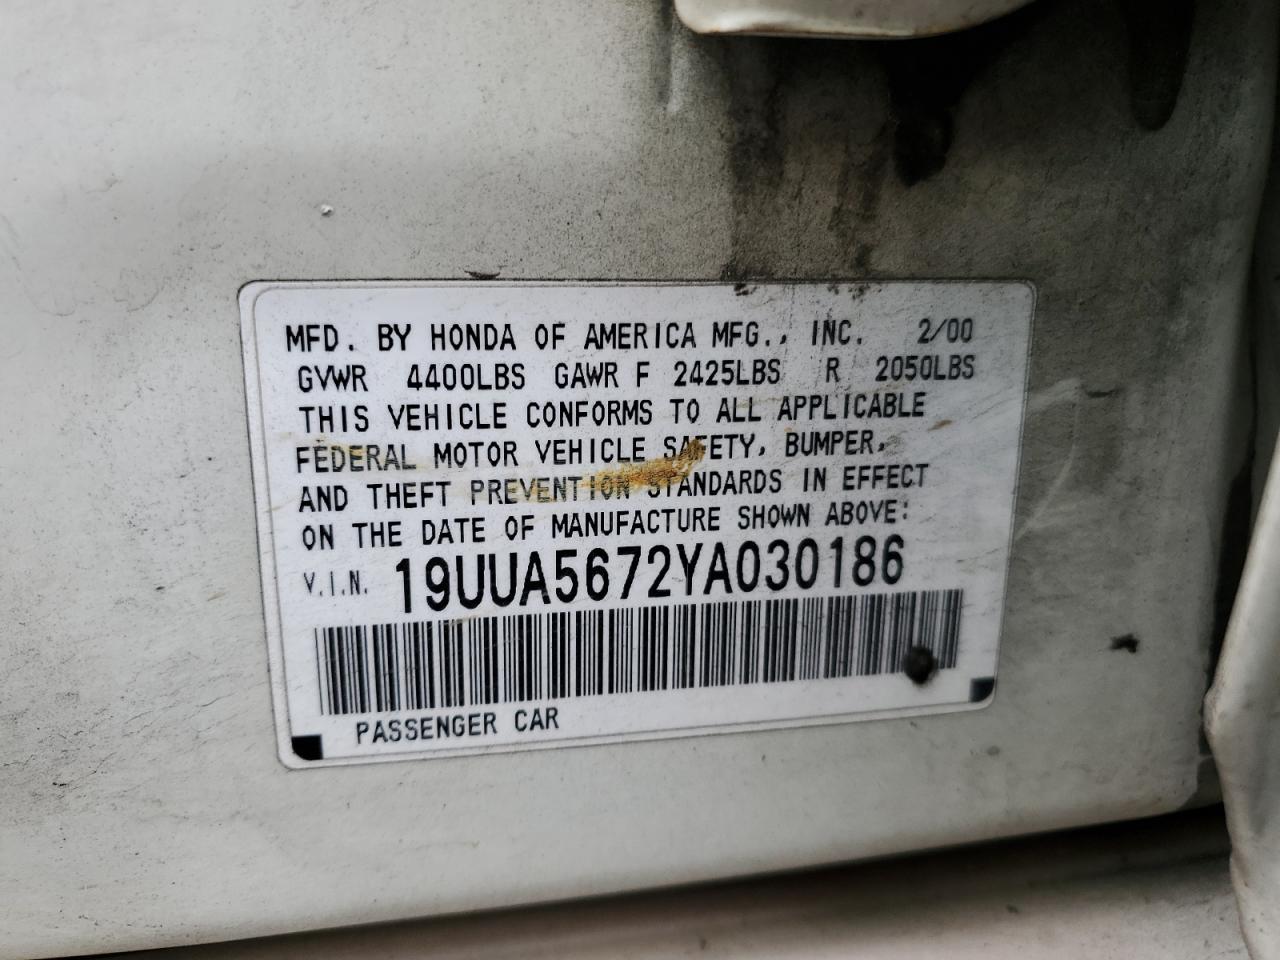 MFD. BY HONDA OF AMERICA MFG., INC. 2/00
GVWR 4400LBS GAWR F 2425LBS R 2050LBS
THIS VEHICLE CONFORMS TO ALL APPLICABLE
FEDERAL MOTOR VEHICLE SAFETY, BUMPER,
AND THEFT PREVENTION STANDARDS IN EFFECT
ON THE DATE OF MANUFACTURE SHOWN ABOVE:
V.I.N. 19UUA5672YA030186
PASSENGER CAR